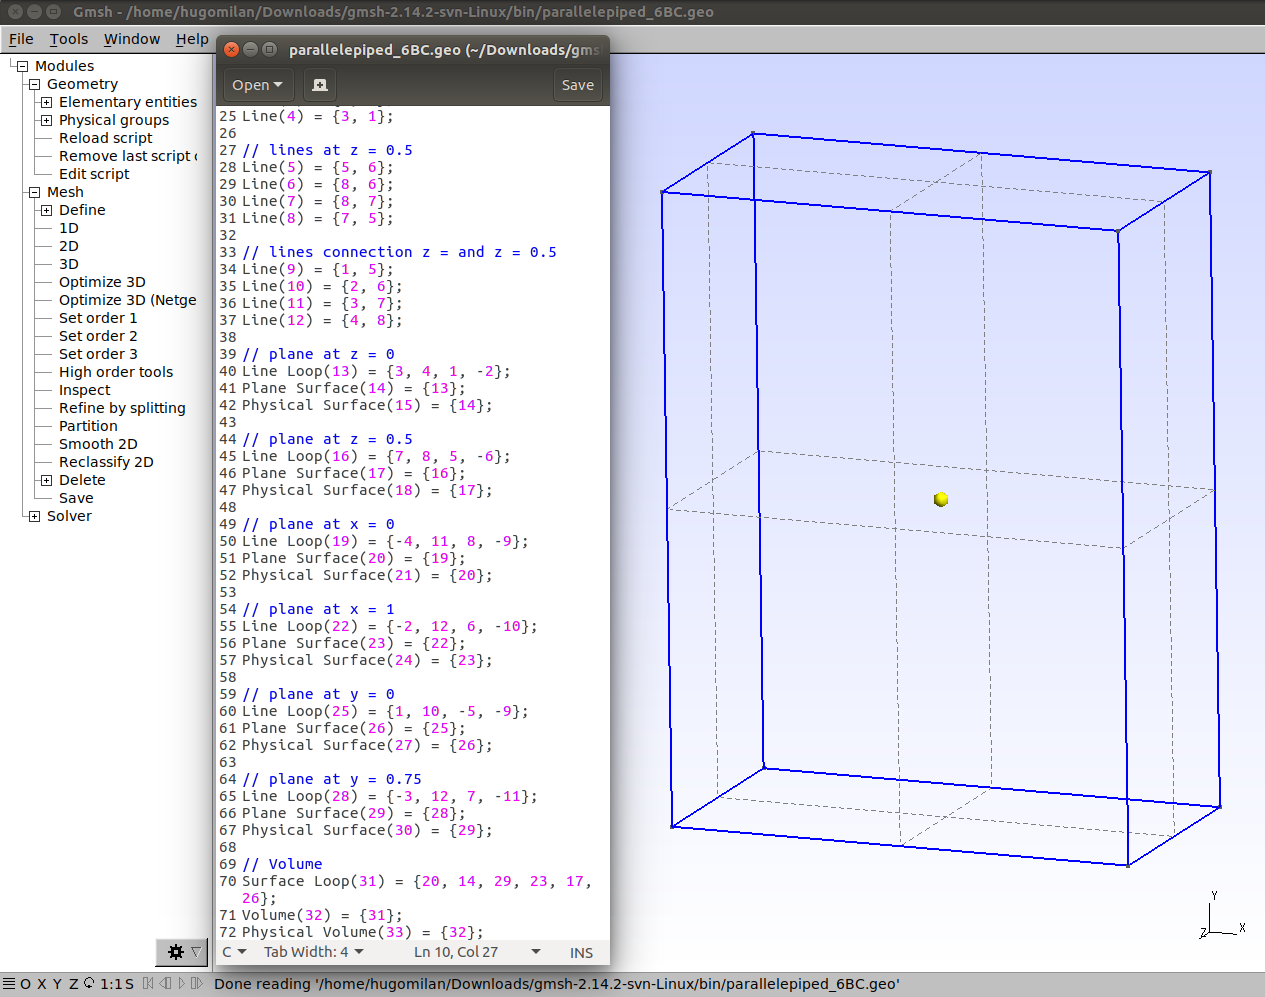 Gmsh - /home/hugomilan/Downloads/gmsh-2.14.2-svn-Linux/bin/parallelepiped_6BC.geo
File Tools Window Help
Modules
Geometry
Elementary entities
Physical groups
Reload script
Remove last script c
Edit script
Mesh
Define
1D
2D
3D
Optimize 3D
Optimize 3D (Netge
Set order 1
Set order 2
Set order 3
High order tools
Inspect
Refine by splitting
Partition
Smooth 2D
Reclassify 2D
Delete
Save
Solver
parallelepiped_6BC.geo (~/Downloads/gms
Open Save
25 Line(4) = {3, 1};
26
27 // lines at z = 0.5
28 Line(5) = {5, 6};
29 Line(6) = {8, 6};
30 Line(7) = {8, 7};
31 Line(8) = {7, 5};
32
33 // lines connection z = and z = 0.5
34 Line(9) = {1, 5};
35 Line(10) = {2, 6};
36 Line(11) = {3, 7};
37 Line(12) = {4, 8};
38
39 // plane at z = 0
40 Line Loop(13) = {3, 4, 1, -2};
41 Plane Surface(14) = {13};
42 Physical Surface(15) = {14};
43
44 // plane at z = 0.5
45 Line Loop(16) = {7, 8, 5, -6};
46 Plane Surface(17) = {16};
47 Physical Surface(18) = {17};
48
49 // plane at x = 0
50 Line Loop(19) = {-4, 11, 8, -9};
51 Plane Surface(20) = {19};
52 Physical Surface(21) = {20};
53
54 // plane at x = 1
55 Line Loop(22) = {-2, 12, 6, -10};
56 Plane Surface(23) = {22};
57 Physical Surface(24) = {23};
58
59 // plane at y = 0
60 Line Loop(25) = {1, 10, -5, -9};
61 Plane Surface(26) = {25};
62 Physical Surface(27) = {26};
63
64 // plane at y = 0.75
65 Line Loop(28) = {-3, 12, 7, -11};
66 Plane Surface(29) = {28};
67 Physical Surface(30) = {29};
68
69 // Volume
70 Surface Loop(31) = {20, 14, 29, 23, 17,
26};
71 Volume(32) = {31};
72 Physical Volume(33) = {32};
C Tab Width: 4 Ln 10, Col 27 INS
Y
X
Z
O X Y Z 1:1 S Done reading '/home/hugomilan/Downloads/gmsh-2.14.2-svn-Linux/bin/parallelepiped_6BC.geo'